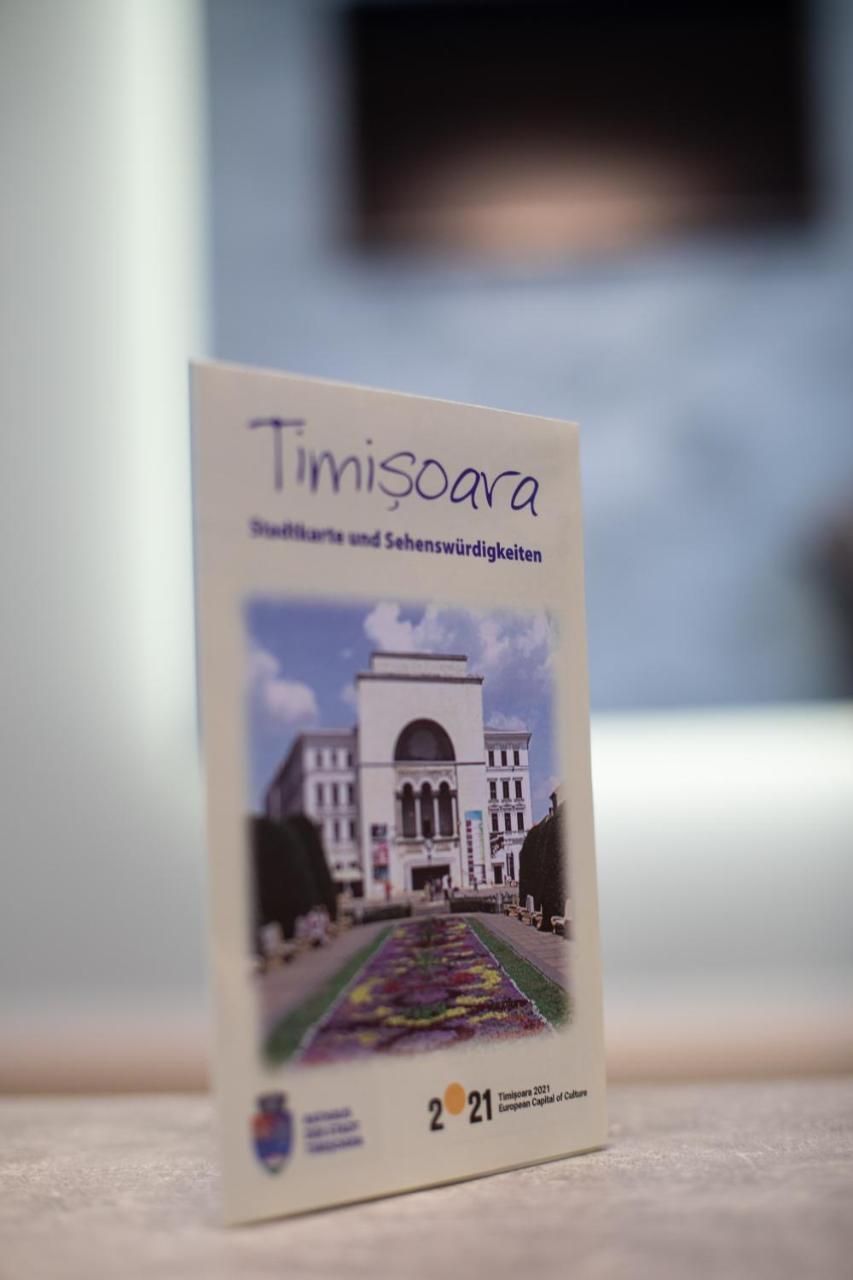 Timișoara
Stadtkarte und Sehenswürdigkeiten
2021
Timișoara 2021
European Capital of Culture